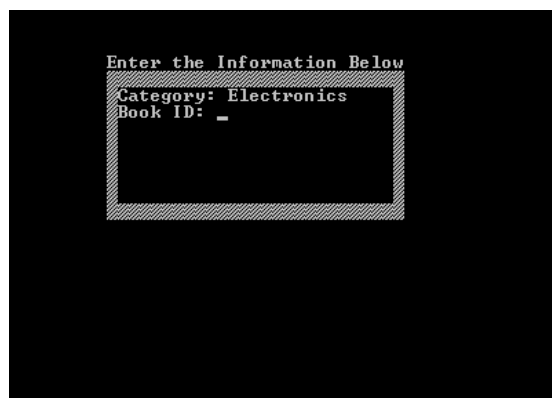 Enter the Information Below
Category: Electronics
Book ID: _